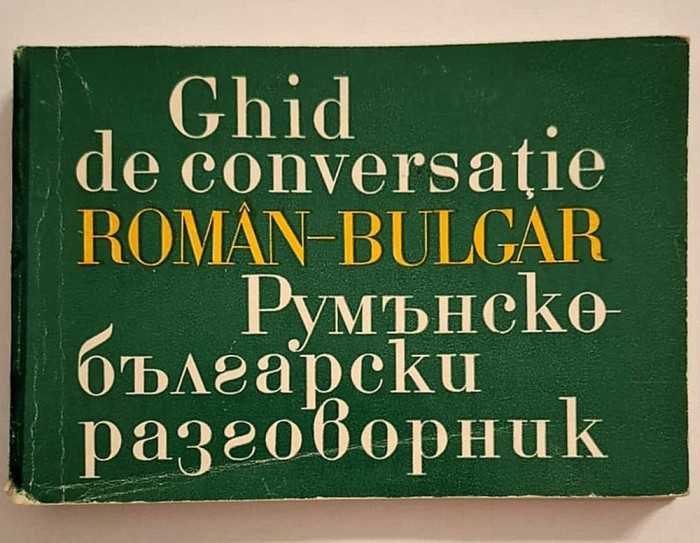 Ghid
de conversație
ROMÂN-BULGAR
Румънско-
български
разговорник